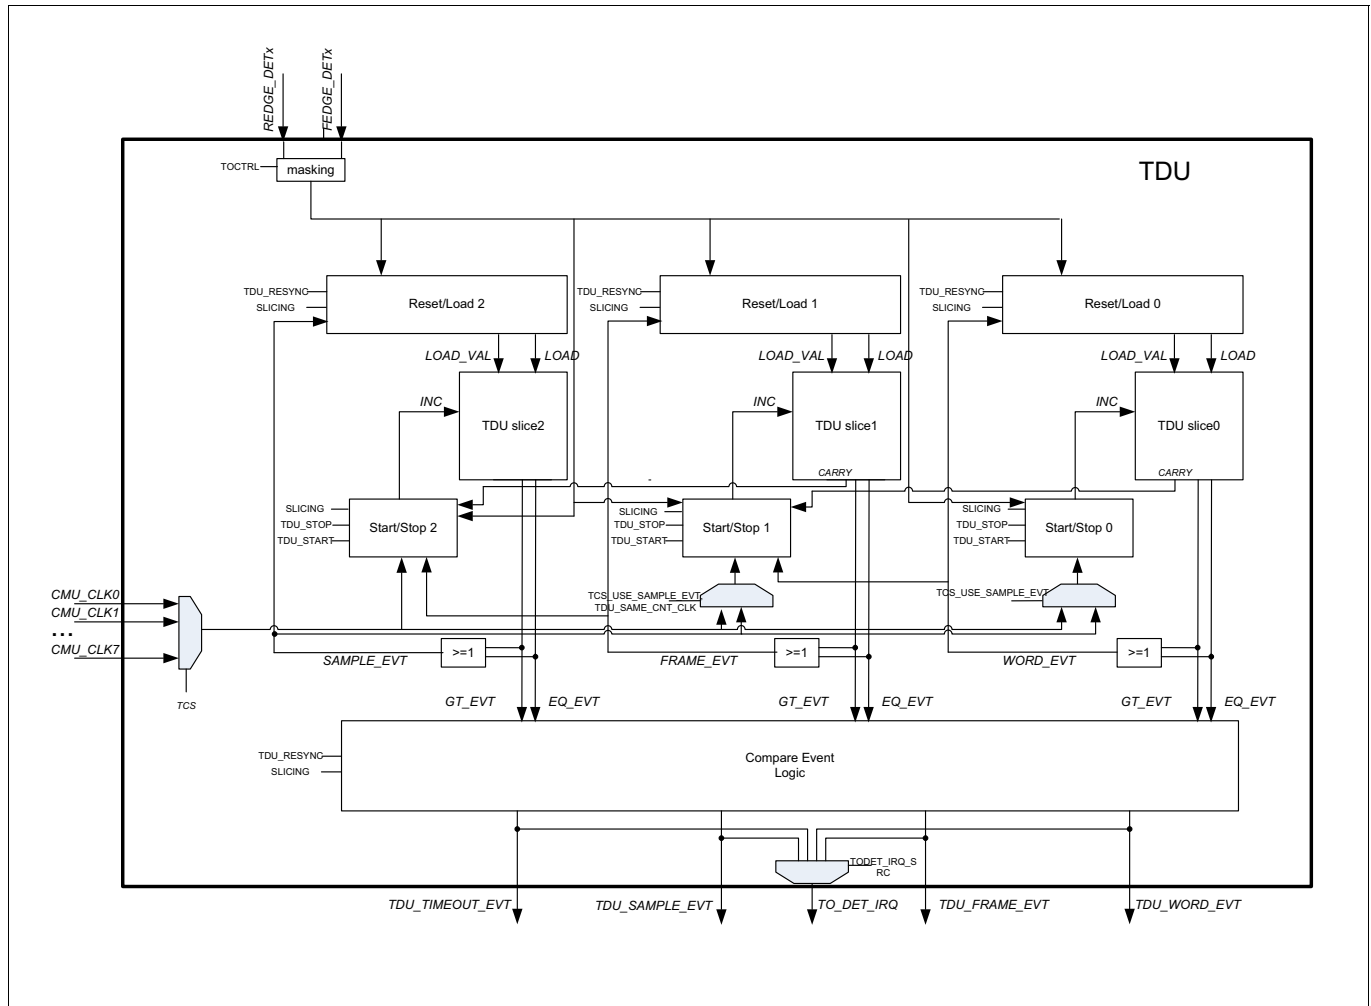 REDGE_DETx
FEDGE_DETx
TOCTRL
masking
TDU
TDU_RESYNC
SLICING
Reset/Load 2
TDU_RESYNC
SLICING
Reset/Load 1
TDU_RESYNC
SLICING
Reset/Load 0
LOAD_VAL
LOAD
LOAD_VAL
LOAD
LOAD_VAL
LOAD
INC
TDU slice2
INC
TDU slice1
CARRY
INC
TDU slice0
CARRY
SLICING
TDU_STOP
TDU_START
Start/Stop 2
SLICING
TDU_STOP
TDU_START
Start/Stop 1
SLICING
TDU_STOP
TDU_START
Start/Stop 0
TCS_USE_SAMPLE_EVT
TDU_SAME_CNT_CLK
TCS_USE_SAMPLE_EVT
CMU_CLK0
CMU_CLK1
...
CMU_CLK7
TCS
SAMPLE_EVT
>=1
FRAME_EVT
>=1
WORD_EVT
>=1
GT_EVT
EQ_EVT
GT_EVT
EQ_EVT
GT_EVT
EQ_EVT
TDU_RESYNC
SLICING
Compare Event
Logic
TODET_IRQ_S
RC
TDU_TIMEOUT_EVT
TDU_SAMPLE_EVT
TO_DET_IRQ
TDU_FRAME_EVT
TDU_WORD_EVT